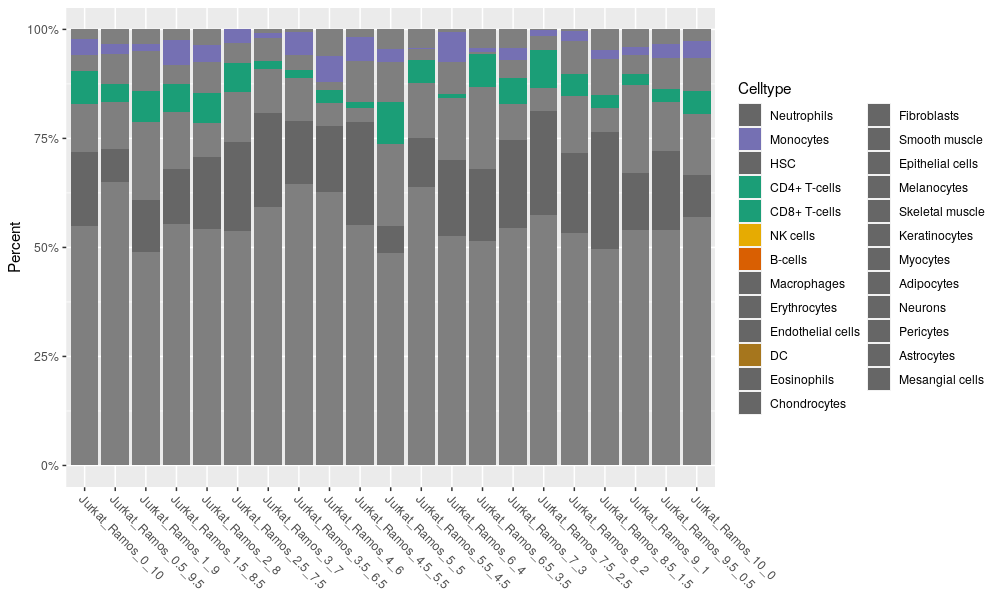 100%
75%
50%
25%
0%
Percent
Jurkat_Ramos_0_10
Jurkat_Ramos_0.5_9.5
Jurkat_Ramos_1_9
Jurkat_Ramos_1.5_8.5
Jurkat_Ramos_2_8
Jurkat_Ramos_2.5_7.5
Jurkat_Ramos_3_7
Jurkat_Ramos_3.5_6.5
Jurkat_Ramos_4_6
Jurkat_Ramos_4.5_5.5
Jurkat_Ramos_5_5
Jurkat_Ramos_5.5_4.5
Jurkat_Ramos_6_4
Jurkat_Ramos_6.5_3.5
Jurkat_Ramos_7_3
Jurkat_Ramos_7.5_2.5
Jurkat_Ramos_8_2
Jurkat_Ramos_8.5_1.5
Jurkat_Ramos_9_1
Jurkat_Ramos_9.5_0.5
Jurkat_Ramos_10_0
Celltype
Neutrophils
Monocytes
HSC
CD4+ T-cells
CD8+ T-cells
NK cells
B-cells
Macrophages
Erythrocytes
Endothelial cells
DC
Eosinophils
Chondrocytes
Fibroblasts
Smooth muscle
Epithelial cells
Melanocytes
Skeletal muscle
Keratinocytes
Myocytes
Adipocytes
Neurons
Pericytes
Astrocytes
Mesangial cells